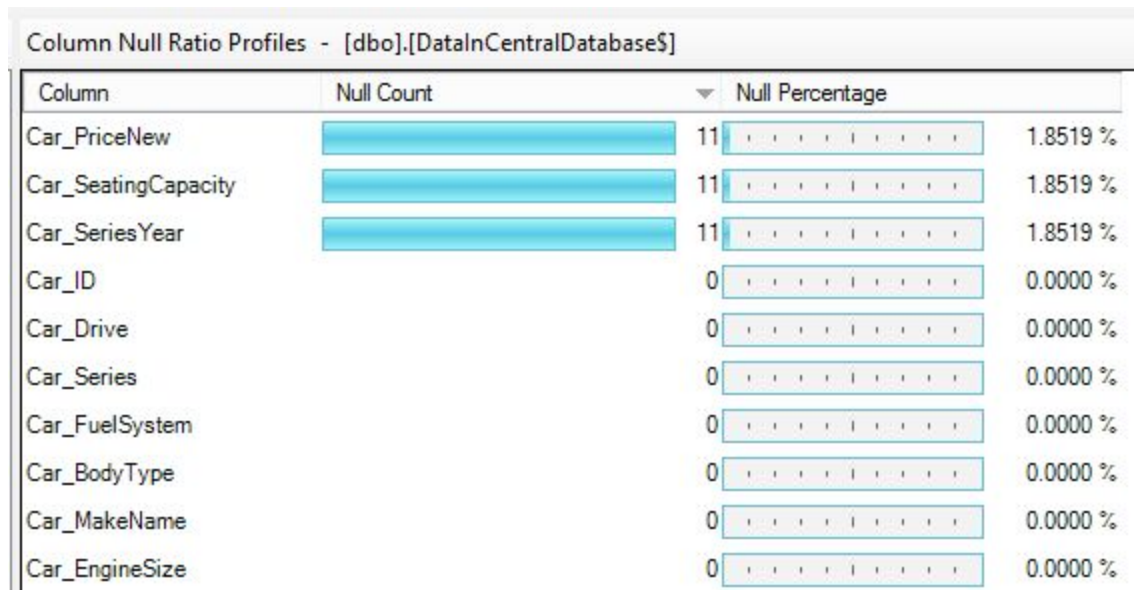 Column Null Ratio Profiles - [dbo].[DataInCentralDatabase$]
Column Null Count Null Percentage
Car_PriceNew 11 1.8519 %
Car_SeatingCapacity 11 1.8519 %
Car_SeriesYear 11 1.8519 %
Car_ID 0 0.0000 %
Car_Drive 0 0.0000 %
Car_Series 0 0.0000 %
Car_FuelSystem 0 0.0000 %
Car_BodyType 0 0.0000 %
Car_MakeName 0 0.0000 %
Car_EngineSize 0 0.0000 %